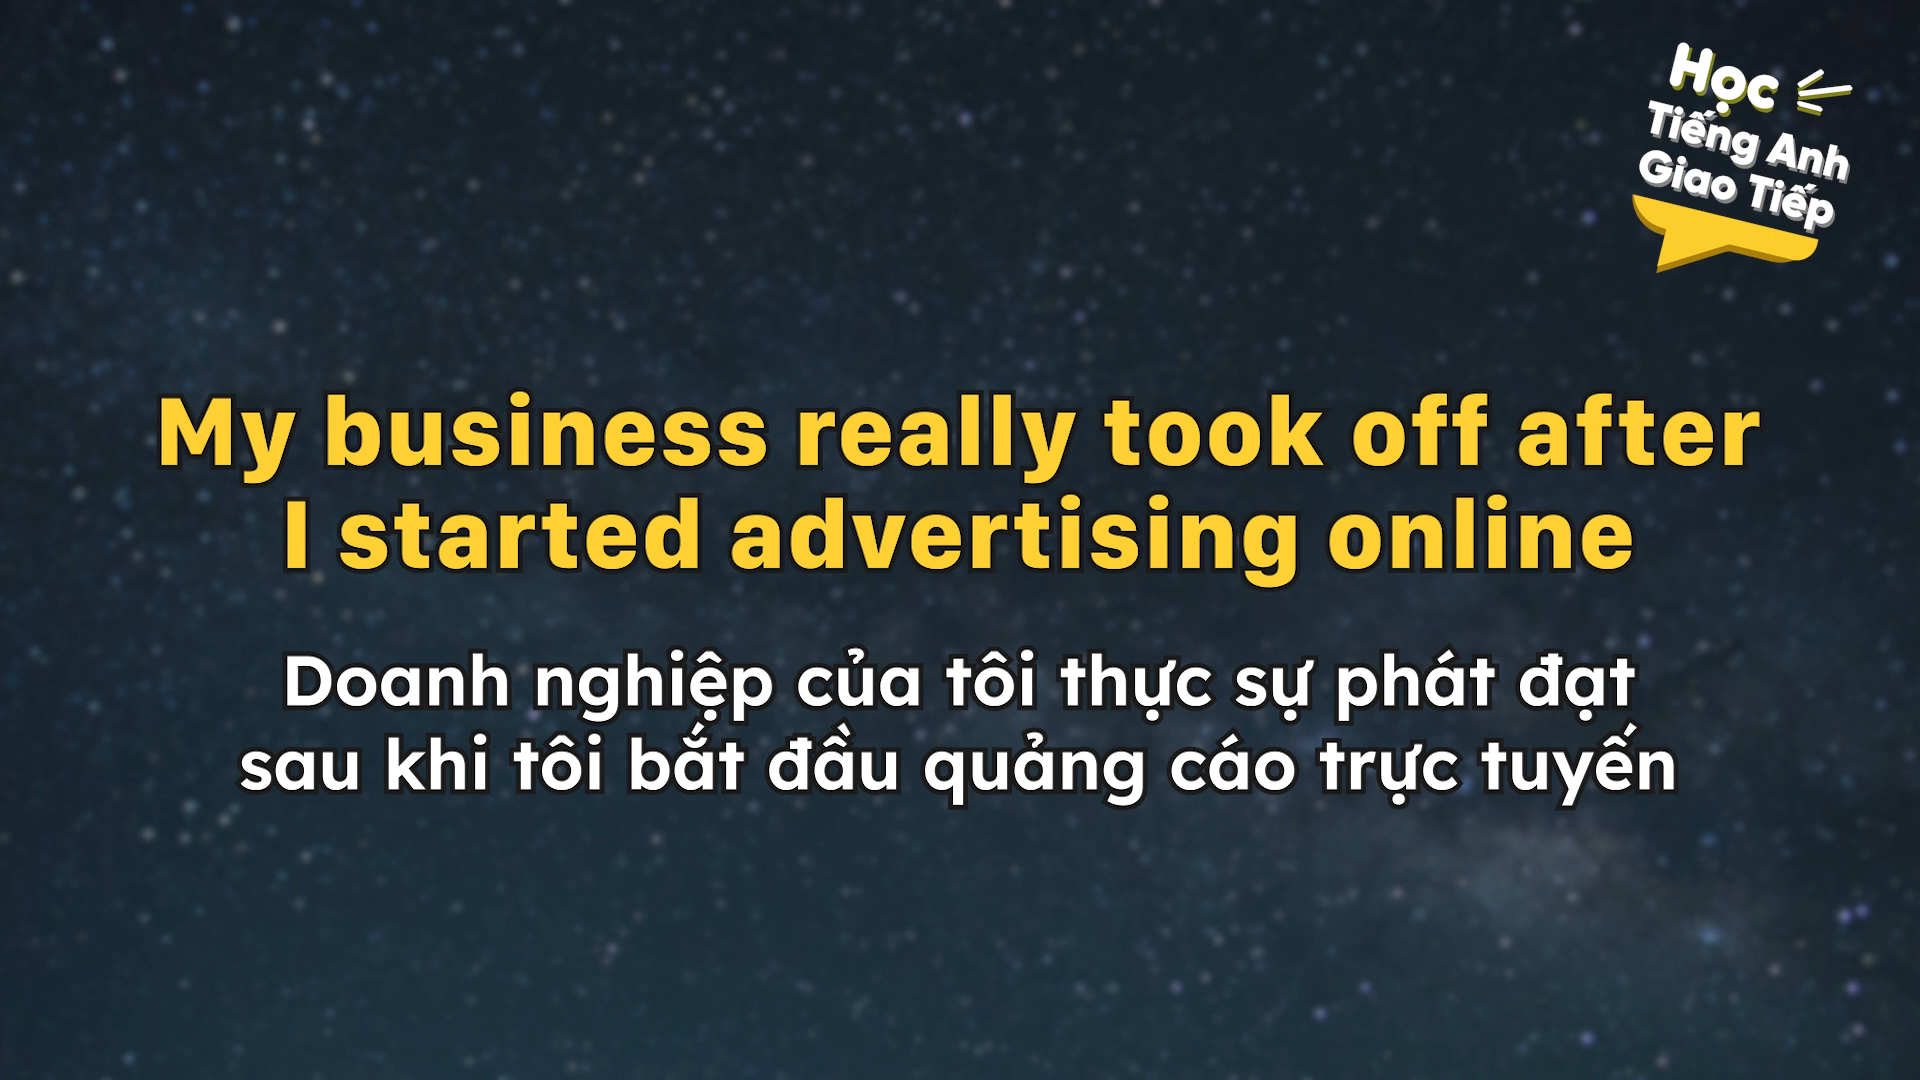 Học
Tiếng Anh
Giao Tiếp
My business really took off after
I started advertising online
Doanh nghiệp của tôi thực sự phát đạt
sau khi tôi bắt đầu quảng cáo trực tuyến